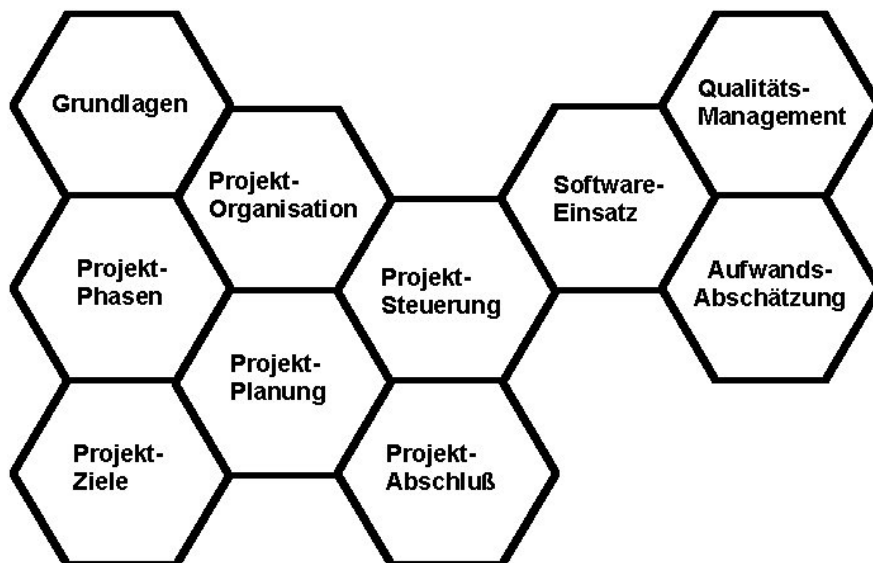 Grundlagen
Projekt-
Phasen
Projekt-
Ziele
Projekt-
Organisation
Projekt-
Planung
Projekt-
Steuerung
Projekt-
Abschluß
Software-
Einsatz
Qualitäts-
Management
Aufwands-
Abschätzung